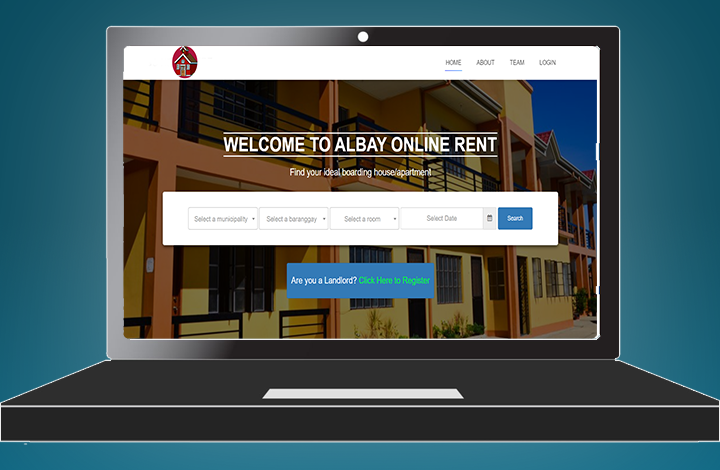 HOME ABOUT TEAM LOGIN
WELCOME TO ALBAY ONLINE RENT
Find your ideal boarding house/apartment
Select a municipality Select a baranggay Select a room Select Date Search
Are you a Landlord? Click Here to Register